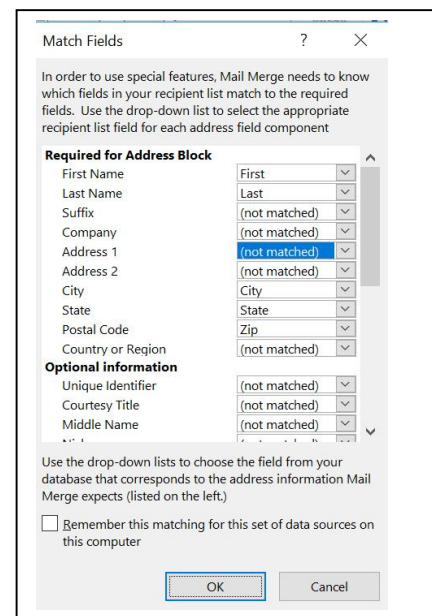 Match Fields ?
In order to use special features, Mail Merge needs to know
which fields in your recipient list match to the required
fields. Use the drop-down list to select the appropriate
recipient list field for each address field component
Required for Address Block
First Name First
Last Name Last
Suffix (not matched)
Company (not matched)
Address 1 (not matched)
Address 2 (not matched)
City City
State State
Postal Code Zip
Country or Region (not matched)
Optional information
Unique Identifier (not matched)
Courtesy Title (not matched)
Middle Name (not matched)
Use the drop-down lists to choose the field from your
database that corresponds to the address information Mail
Merge expects (listed on the left.)
Remember this matching for this set of data sources on
this computer
OK Cancel